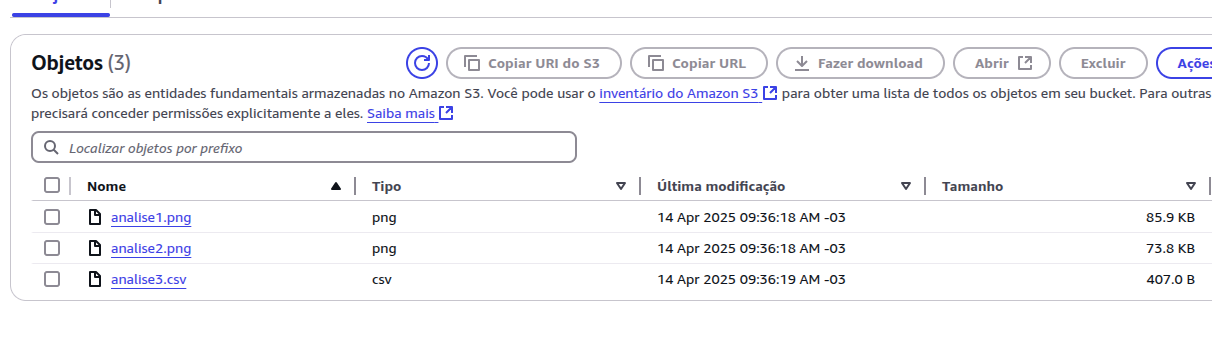 Objetos (3)
Copiar URI do S3
Copiar URL
Fazer download
Abrir
Excluir
Ações
Os objetos são as entidades fundamentais armazenadas no Amazon S3. Você pode usar o inventário do Amazon S3 para obter uma lista de todos os objetos em seu bucket. Para outras
precisará conceder permissões explicitamente a eles. Saiba mais
Localizar objetos por prefixo
Nome Tipo Última modificação Tamanho
analise1.png png 14 Apr 2025 09:36:18 AM -03 85.9 KB
analise2.png png 14 Apr 2025 09:36:18 AM -03 73.8 KB
analise3.csv csv 14 Apr 2025 09:36:19 AM -03 407.0 B